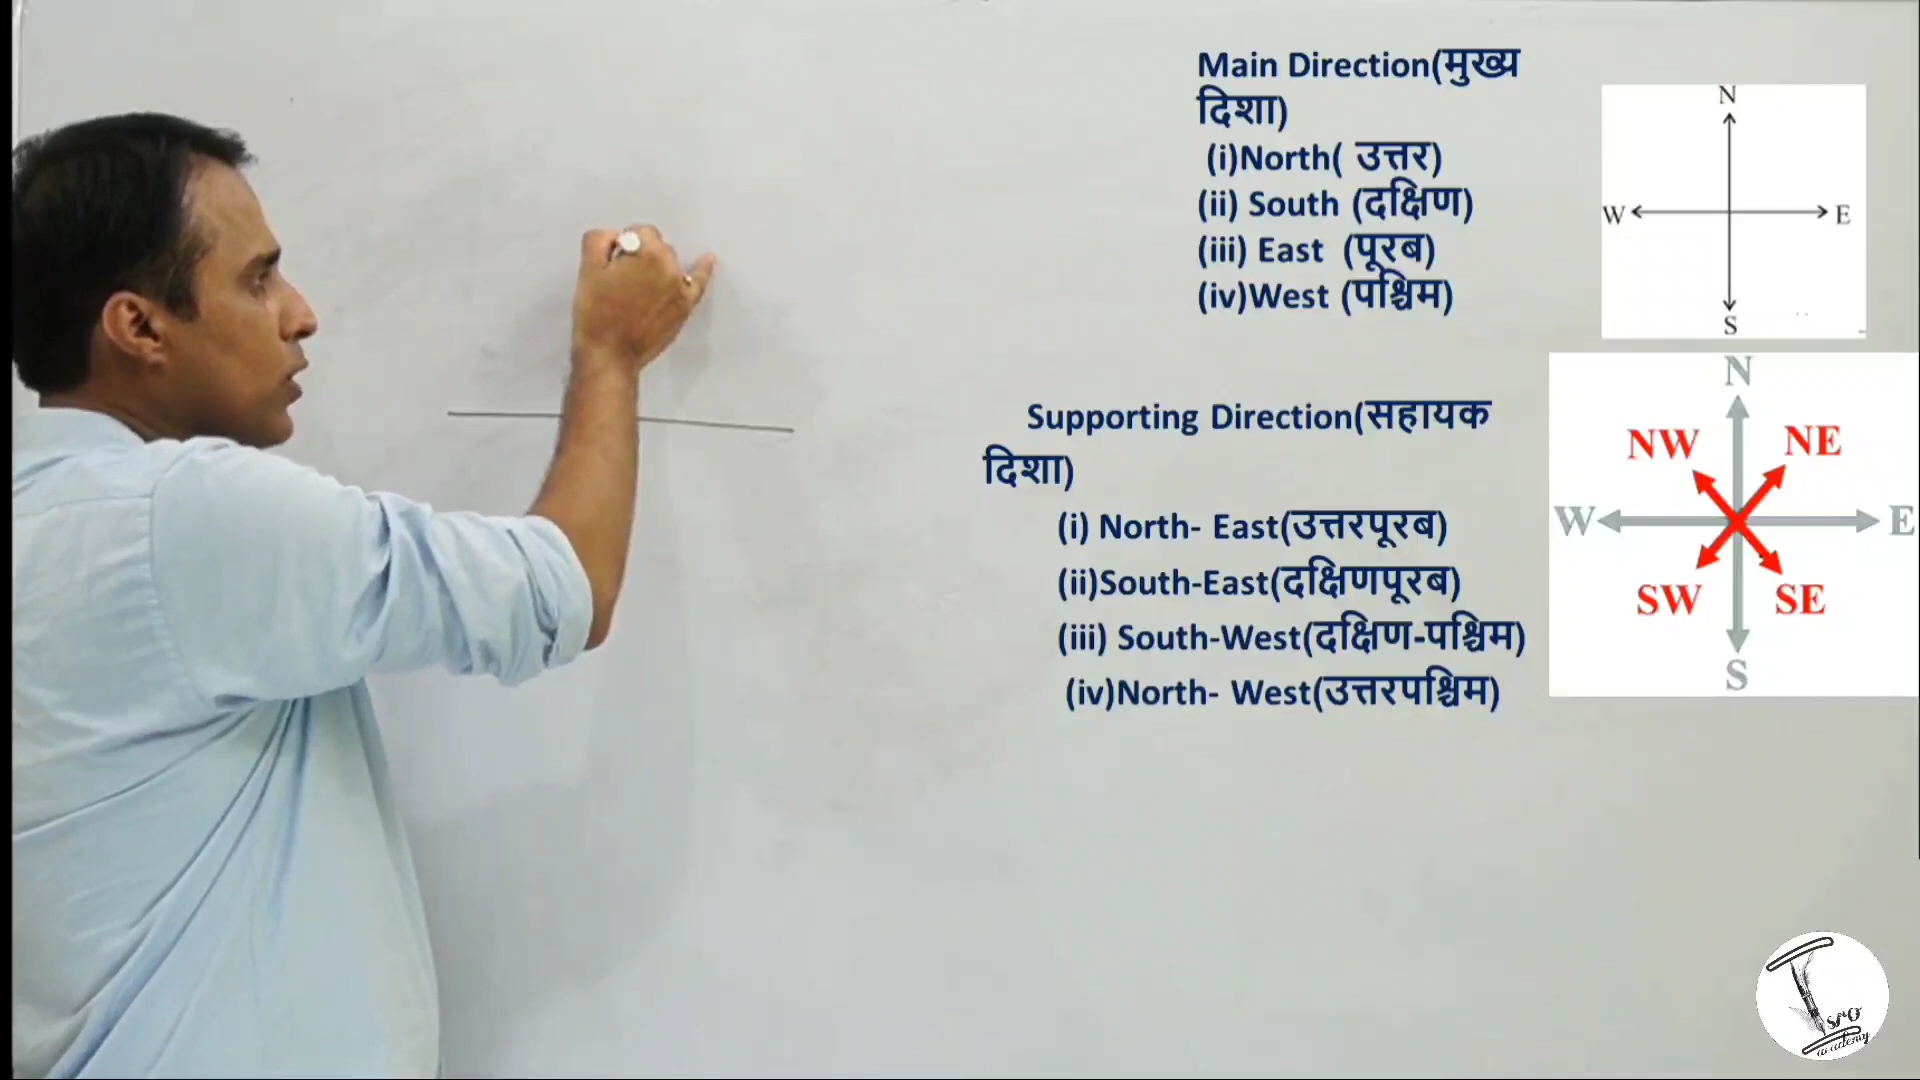 Main Direction(मुख्य
दिशा)
(i)North( उत्तर)
(ii) South (दक्षिण)
(iii) East (पूरब)
(iv)West (पश्चिम)
N
W
E
S
Supporting Direction(सहायक
दिशा)
(i) North- East(उत्तरपूरब)
(ii)South-East(दक्षिणपूरब)
(iii) South-West(दक्षिण-पश्चिम)
(iv)North- West(उत्तरपश्चिम)
N
NW NE
W E
SW SE
S
Isro
academy